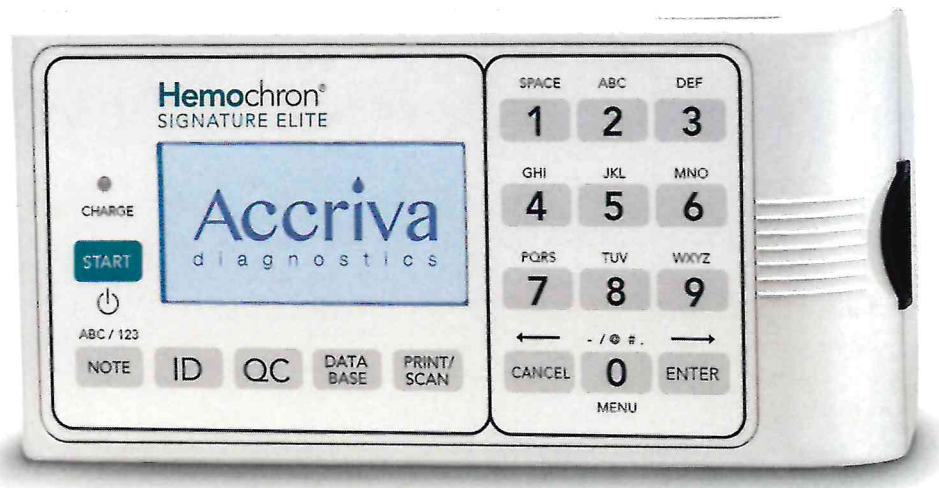 Hemochron®
SIGNATURE ELITE
Accriva
diagnostics
CHARGE
START
ABC / 123
NOTE
ID
QC
DATA
BASE
PRINT/
SCAN
SPACE ABC DEF
1 2 3
GHI JKL MNO
4 5 6
PQRS TUV WXYZ
7 8 9
← - / @ # . →
CANCEL 0 ENTER
MENU